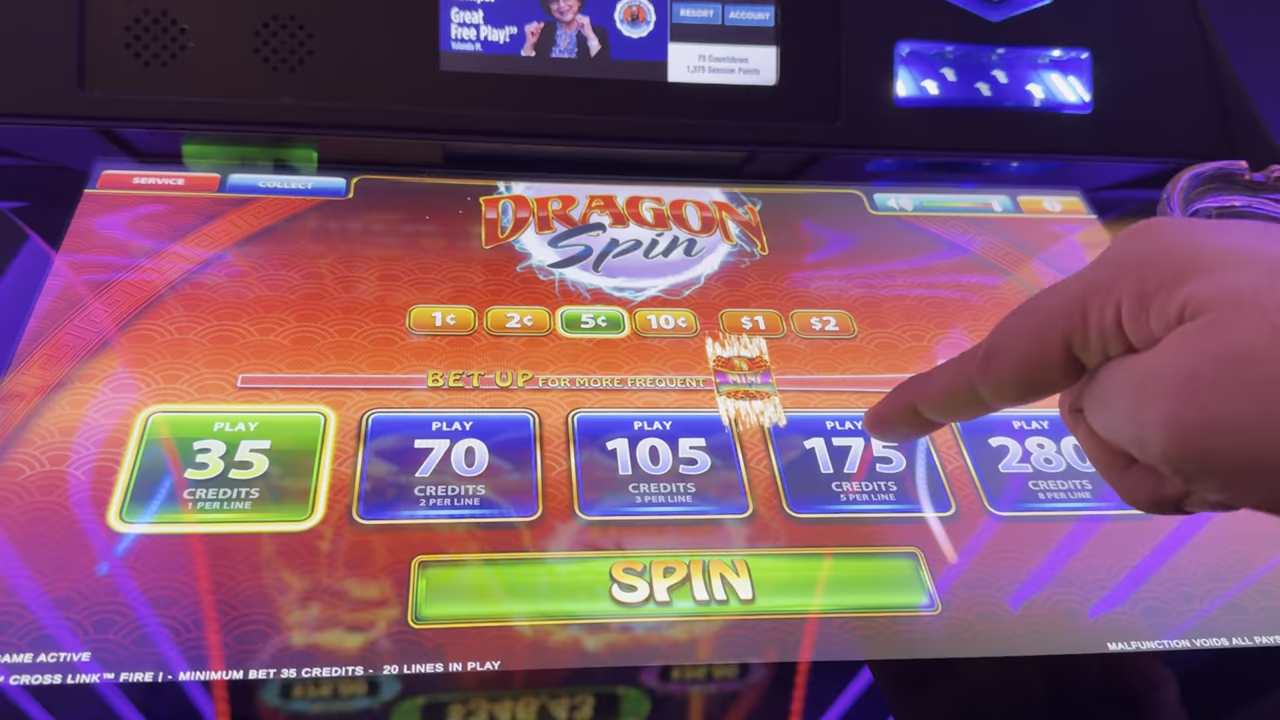 Great
Free Play!"
Yolanda M.
RESORT ACCOUNT
75 Countdown
1,375 Session Points
SERVICE COLLECT
DRAGON
Spin
1¢ 2¢ 5¢ 10¢ $1 $2
BET UP FOR MORE FREQUENT MINI
PLAY PLAY PLAY PLAY PLAY
35 70 105 175 280
CREDITS CREDITS CREDITS CREDITS CREDITS
1 PER LINE 2 PER LINE 3 PER LINE 5 PER LINE 8 PER LINE
SPIN
AME ACTIVE
CROSS LINK™ FIRE | - MINIMUM BET 35 CREDITS - 20 LINES IN PLAY
MALFUNCTION VOIDS ALL PAYS